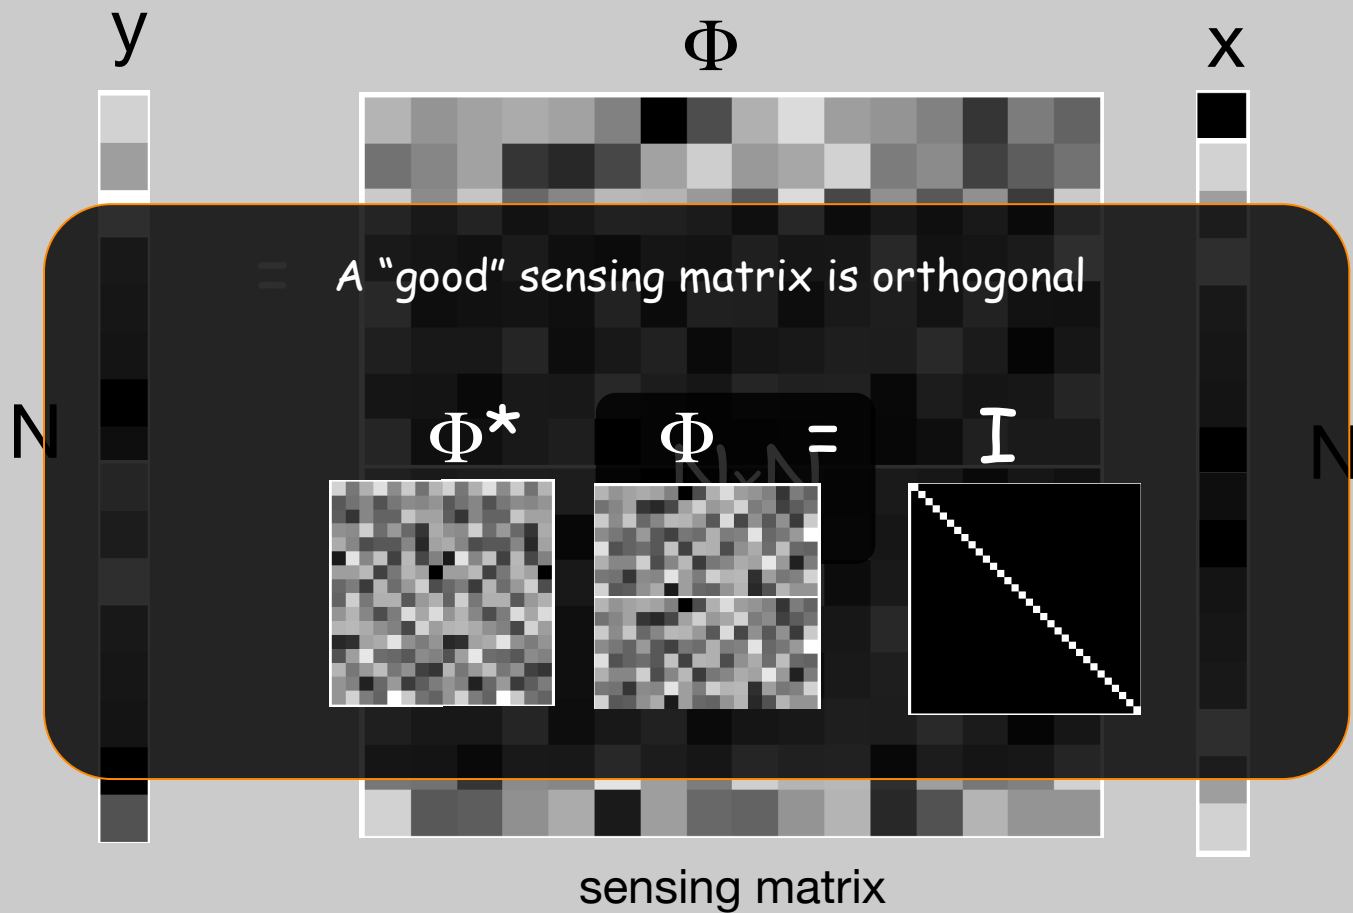 y Φ x
= A “good” sensing matrix is orthogonal
N Φ* Φ = I N
N×N
sensing matrix